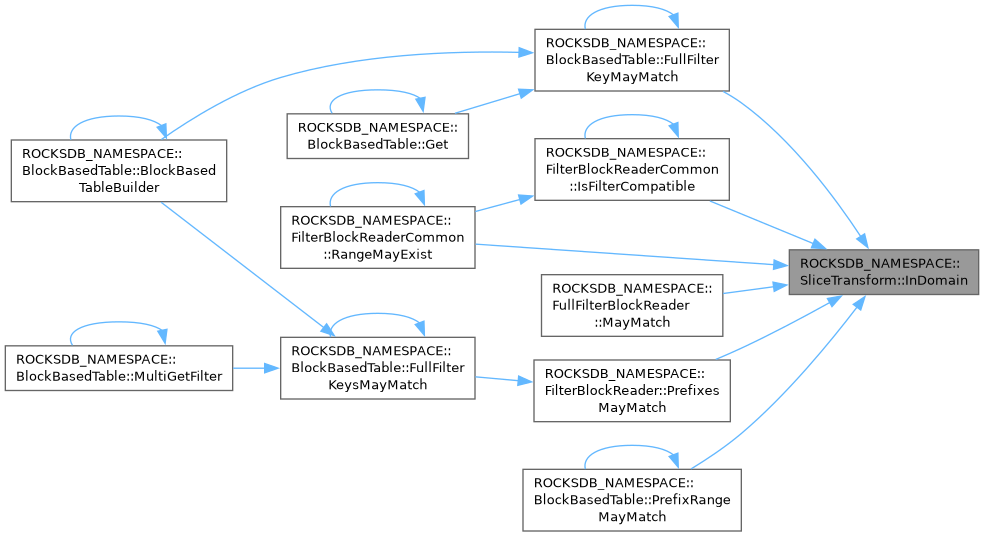 ROCKSDB_NAMESPACE::
BlockBasedTable::FullFilter
KeyMayMatch
ROCKSDB_NAMESPACE::
BlockBasedTable::Get
ROCKSDB_NAMESPACE::
BlockBasedTable::BlockBased
TableBuilder
ROCKSDB_NAMESPACE::
FilterBlockReaderCommon
::IsFilterCompatible
ROCKSDB_NAMESPACE::
FilterBlockReaderCommon
::RangeMayExist
ROCKSDB_NAMESPACE::
SliceTransform::InDomain
ROCKSDB_NAMESPACE::
FullFilterBlockReader
::MayMatch
ROCKSDB_NAMESPACE::
BlockBasedTable::MultiGetFilter
ROCKSDB_NAMESPACE::
BlockBasedTable::FullFilter
KeysMayMatch
ROCKSDB_NAMESPACE::
FilterBlockReader::Prefixes
MayMatch
ROCKSDB_NAMESPACE::
BlockBasedTable::PrefixRange
MayMatch